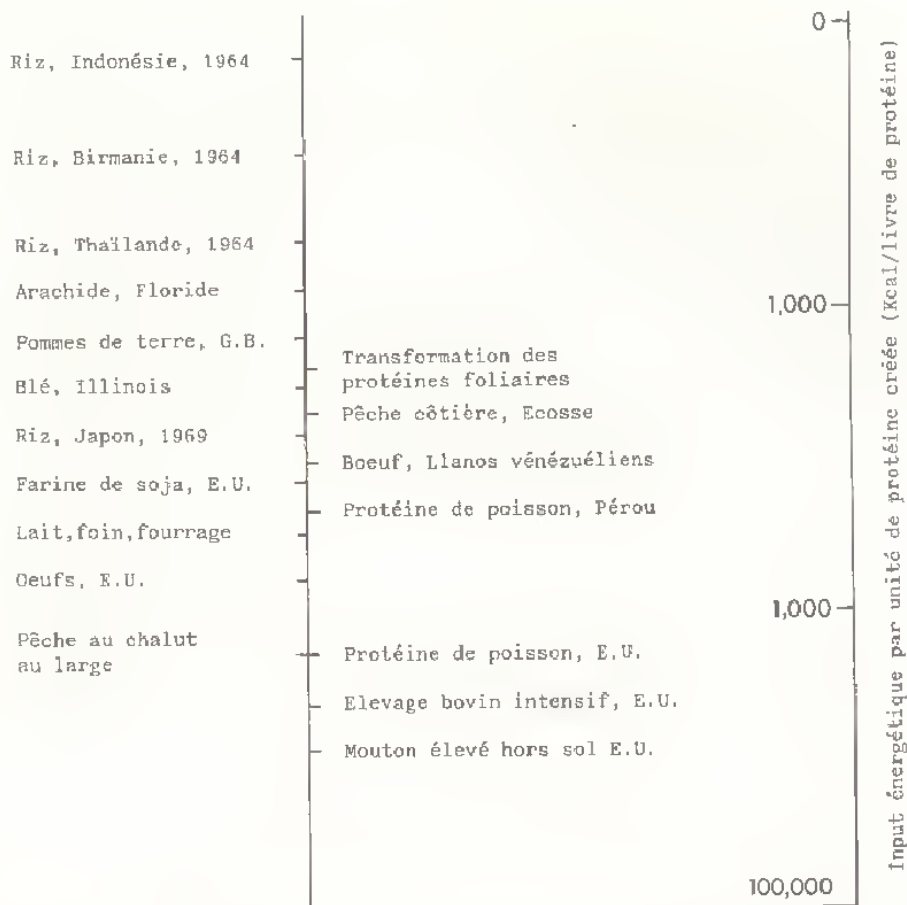 Riz, Indonésie, 1964
Riz, Birmanie, 1964
Riz, Thaïlande, 1964
Arachide, Floride
Pommes de terre, G.B.
Blé, Illinois
Riz, Japon, 1969
Farine de soja, E.U.
Lait,foin,fourrage
Oeufs, E.U.
Pêche au chalut
au large
Transformation des
protéines foliaires
Pêche côtière, Ecosse
Boeuf, Llanos vénézuéliens
Protéine de poisson, Pérou
Protéine de poisson, E.U.
Elevage bovin intensif, E.U.
Mouton élevé hors sol E.U.
0
1,000
1,000
100,000
Input énergétique par unité de protéine créée (Kcal/livre de protéine)